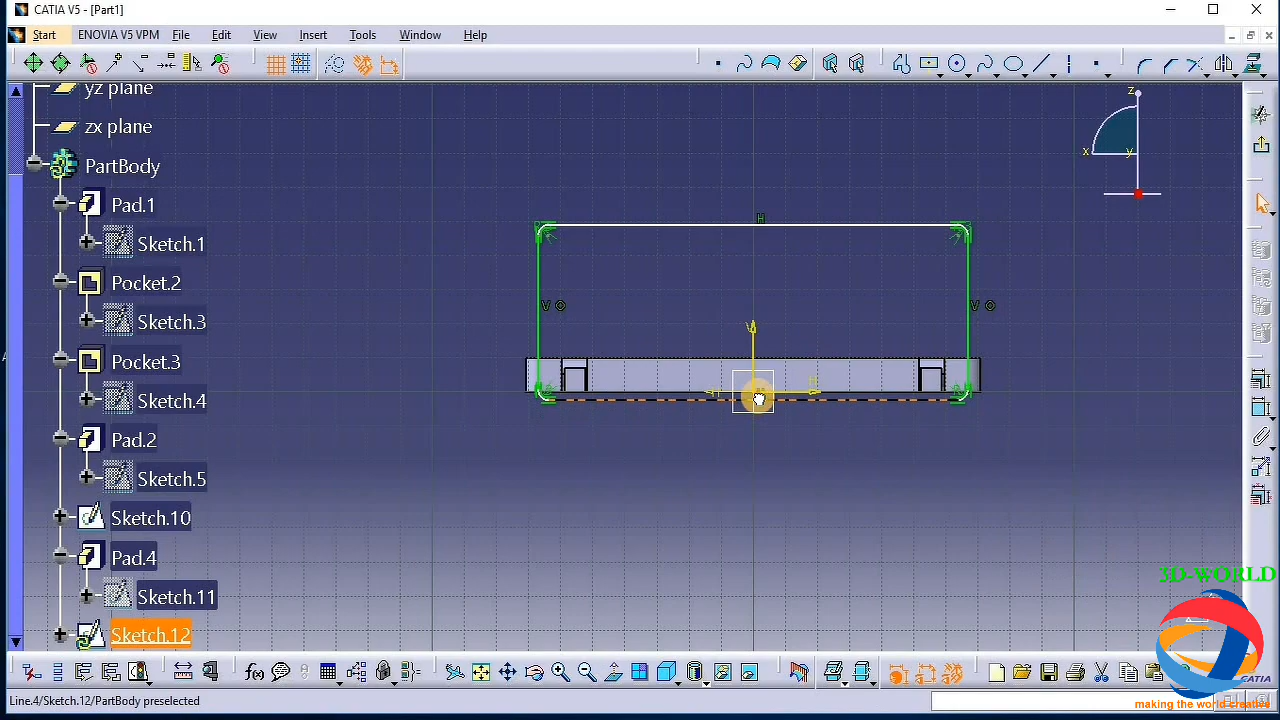 CATIA V5 - [Part1]
Start ENOVIA V5 VPM File Edit View Insert Tools Window Help
yz plane
zx plane
PartBody
Pad.1
Sketch.1
Pocket.2
Sketch.3
Pocket.3
Sketch.4
Pad.2
Sketch.5
Sketch.10
Pad.4
Sketch.11
Sketch.12
z
x
y
H
V
V
V
H
f(x)
3D-WORLD
CATIA
making the world creative
Line.4/Sketch.12/PartBody preselected